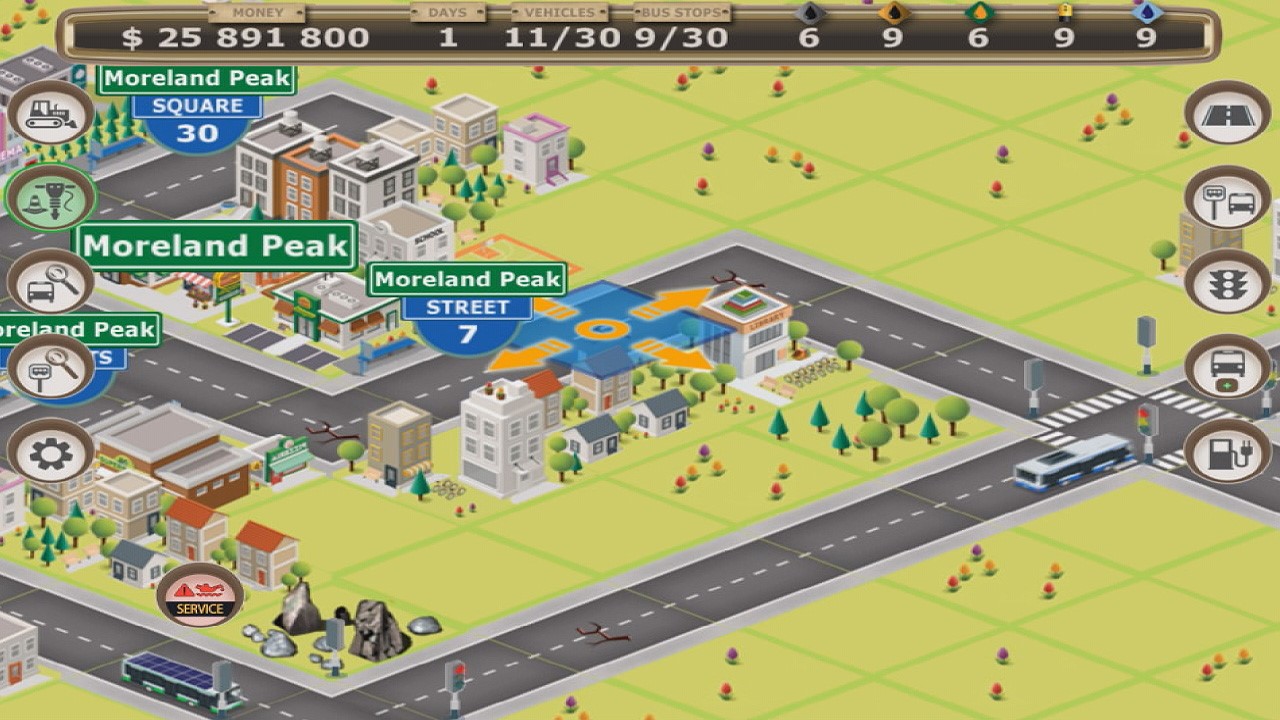 MONEY DAYS VEHICLES BUS STOPS
$ 25 891 800 1 11/30 9/30 6 9 6 9 9
Moreland Peak
SQUARE
30
SCHOOL
Moreland Peak
Moreland Peak
STREET
7
LIBRARY
oreland Peak
TS
SERVICE